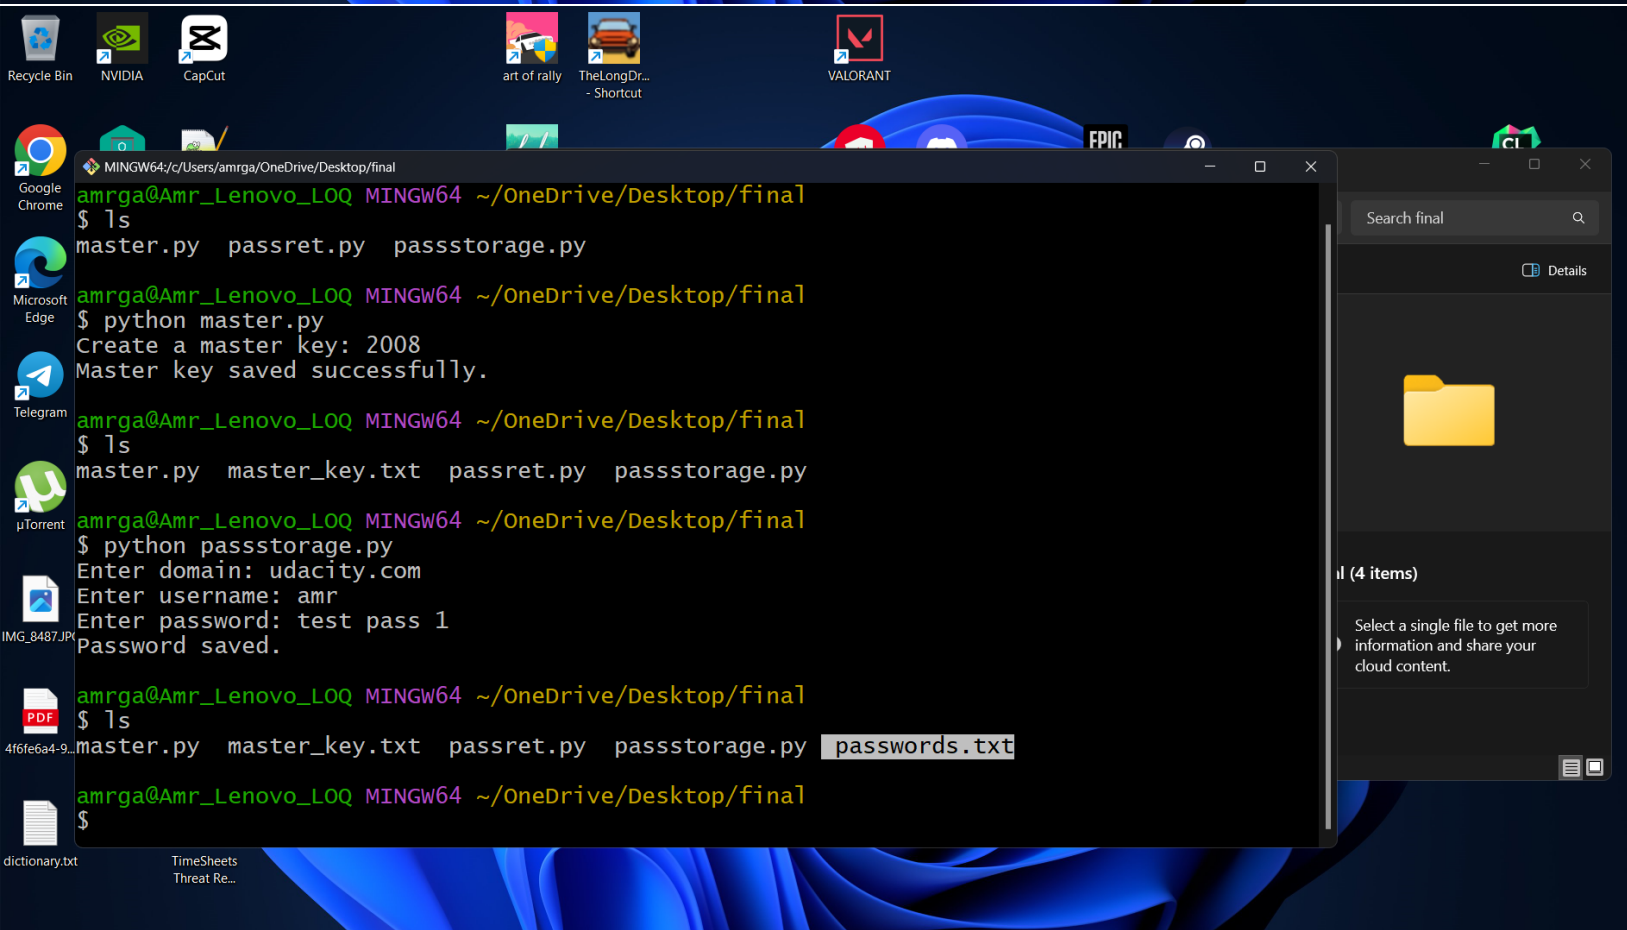 Recycle Bin
NVIDIA
CapCut
art of rally
TheLongDr...
- Shortcut
VALORANT
EPIC
CL
Google
Chrome
Microsoft
Edge
Telegram
µTorrent
IMG_8487.JPG
PDF
4f6fe6a4-9...
dictionary.txt
TimeSheets
Threat Re...
MINGW64:/c/Users/amrga/OneDrive/Desktop/final
amrga@Amr_Lenovo_LOQ MINGW64 ~/OneDrive/Desktop/final
$ ls
master.py  passret.py  passstorage.py
amrga@Amr_Lenovo_LOQ MINGW64 ~/OneDrive/Desktop/final
$ python master.py
Create a master key: 2008
Master key saved successfully.
amrga@Amr_Lenovo_LOQ MINGW64 ~/OneDrive/Desktop/final
$ ls
master.py  master_key.txt  passret.py  passstorage.py
amrga@Amr_Lenovo_LOQ MINGW64 ~/OneDrive/Desktop/final
$ python passstorage.py
Enter domain: udacity.com
Enter username: amr
Enter password: test pass 1
Password saved.
amrga@Amr_Lenovo_LOQ MINGW64 ~/OneDrive/Desktop/final
$ ls
master.py  master_key.txt  passret.py  passstorage.py  passwords.txt
amrga@Amr_Lenovo_LOQ MINGW64 ~/OneDrive/Desktop/final
$
Search final
Details
al (4 items)
Select a single file to get more
information and share your
cloud content.